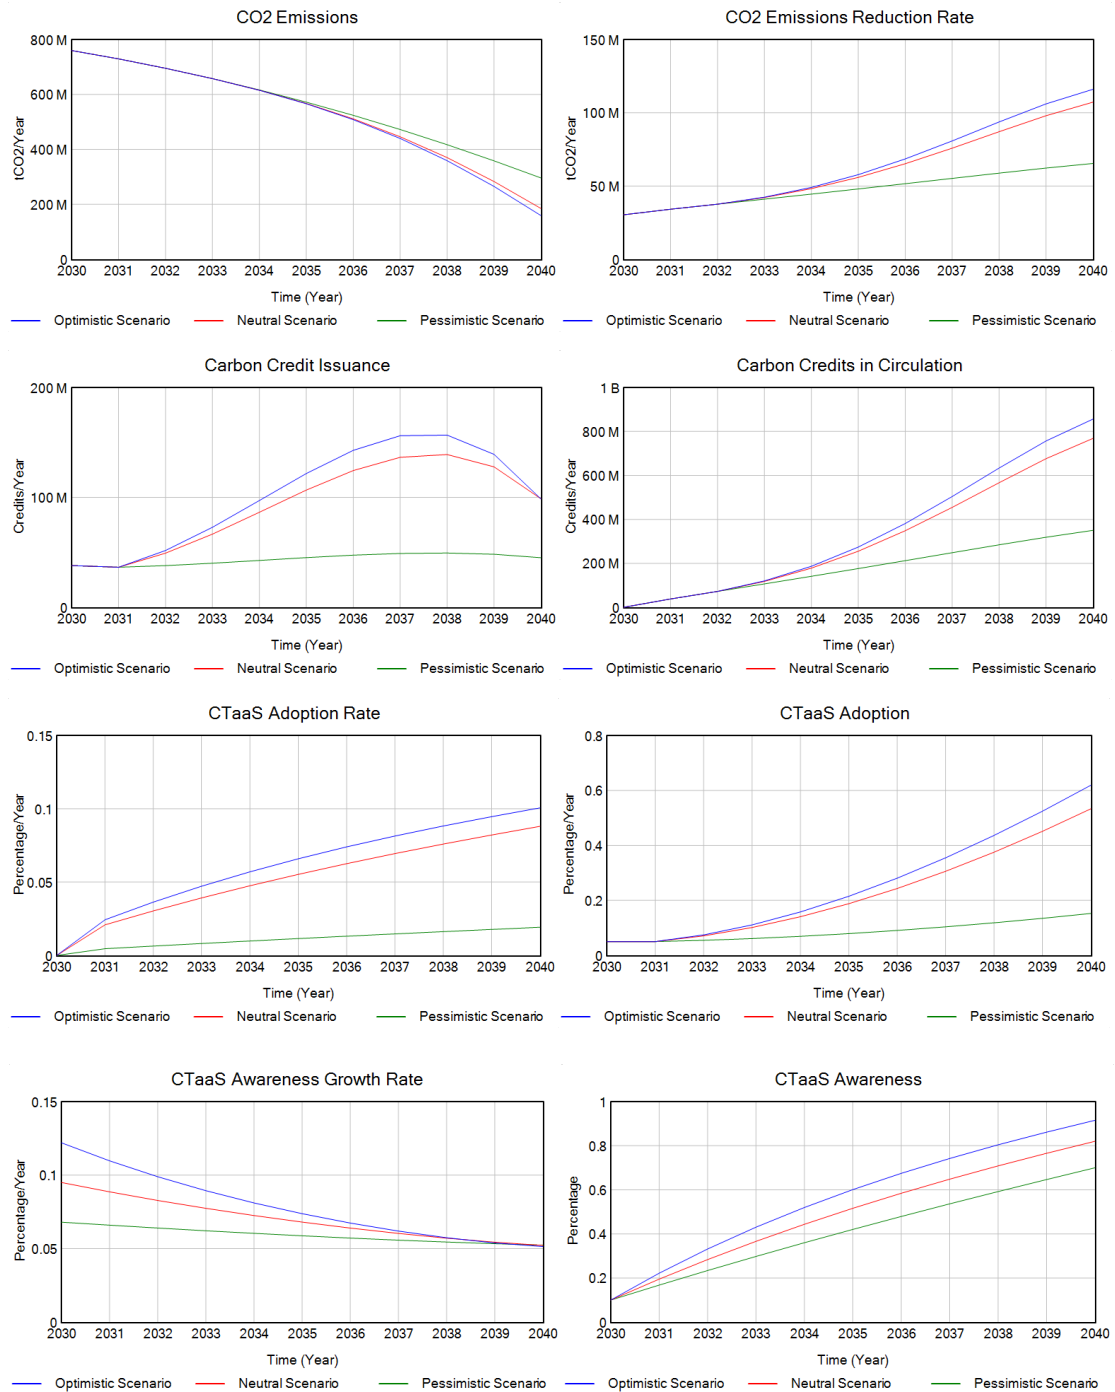 CO2 Emissions
800 M
600 M
400 M
200 M
0
tCO2/Year
2030 2031 2032 2033 2034 2035 2036 2037 2038 2039 2040
Time (Year)
Optimistic Scenario Neutral Scenario Pessimistic Scenario
CO2 Emissions Reduction Rate
150 M
100 M
50 M
0
tCO2/Year
2030 2031 2032 2033 2034 2035 2036 2037 2038 2039 2040
Time (Year)
Optimistic Scenario Neutral Scenario Pessimistic Scenario
Carbon Credit Issuance
200 M
100 M
0
Credits/Year
2030 2031 2032 2033 2034 2035 2036 2037 2038 2039 2040
Time (Year)
Optimistic Scenario Neutral Scenario Pessimistic Scenario
Carbon Credits in Circulation
1 B
800 M
600 M
400 M
200 M
0
Credits/Year
2030 2031 2032 2033 2034 2035 2036 2037 2038 2039 2040
Time (Year)
Optimistic Scenario Neutral Scenario Pessimistic Scenario
CTaaS Adoption Rate
0.15
0.1
0.05
0
Percentage/Year
2030 2031 2032 2033 2034 2035 2036 2037 2038 2039 2040
Time (Year)
Optimistic Scenario Neutral Scenario Pessimistic Scenario
CTaaS Adoption
0.8
0.6
0.4
0.2
0
Percentage/Year
2030 2031 2032 2033 2034 2035 2036 2037 2038 2039 2040
Time (Year)
Optimistic Scenario Neutral Scenario Pessimistic Scenario
CTaaS Awareness Growth Rate
0.15
0.1
0.05
0
Percentage/Year
2030 2031 2032 2033 2034 2035 2036 2037 2038 2039 2040
Time (Year)
Optimistic Scenario Neutral Scenario Pessimistic Scenario
CTaaS Awareness
1
0.8
0.6
0.4
0.2
0
Percentage
2030 2031 2032 2033 2034 2035 2036 2037 2038 2039 2040
Time (Year)
Optimistic Scenario Neutral Scenario Pessimistic Scenario